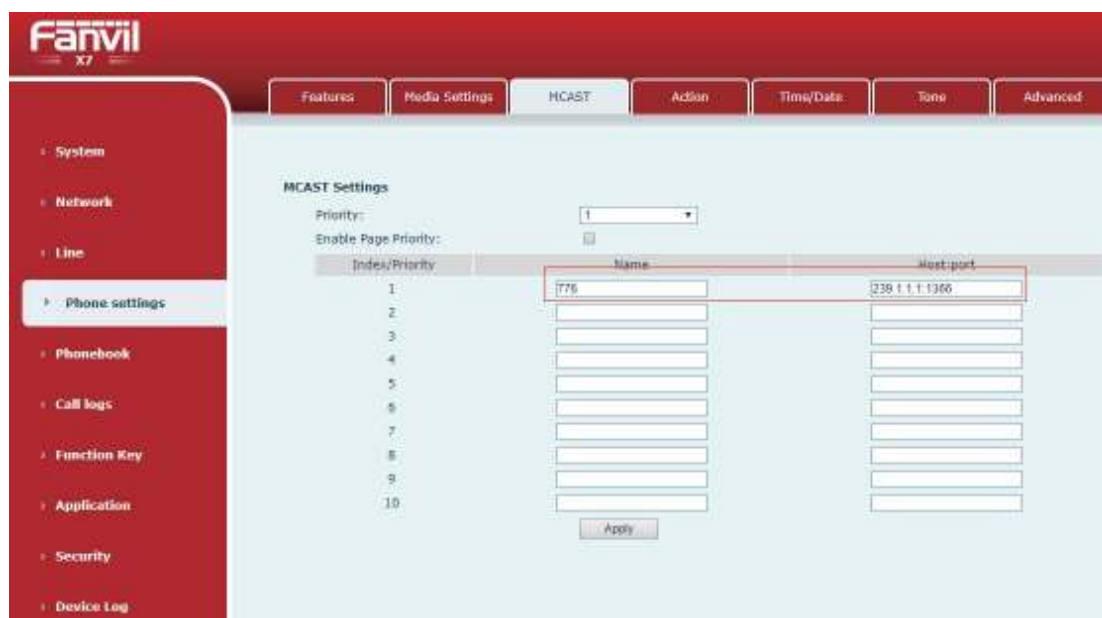 Fanvil
X7
Features Media Settings MCAST Action Time/Date Tone Advanced
System
Network
Line
Phone settings
Phonebook
Call logs
Function Key
Application
Security
Device Log
MCAST Settings
Priority: 1
Enable Page Priority:
Index/Priority Name Host:port
1 776 239.1.1.1:1366
2
3
4
5
6
7
8
9
10
Apply